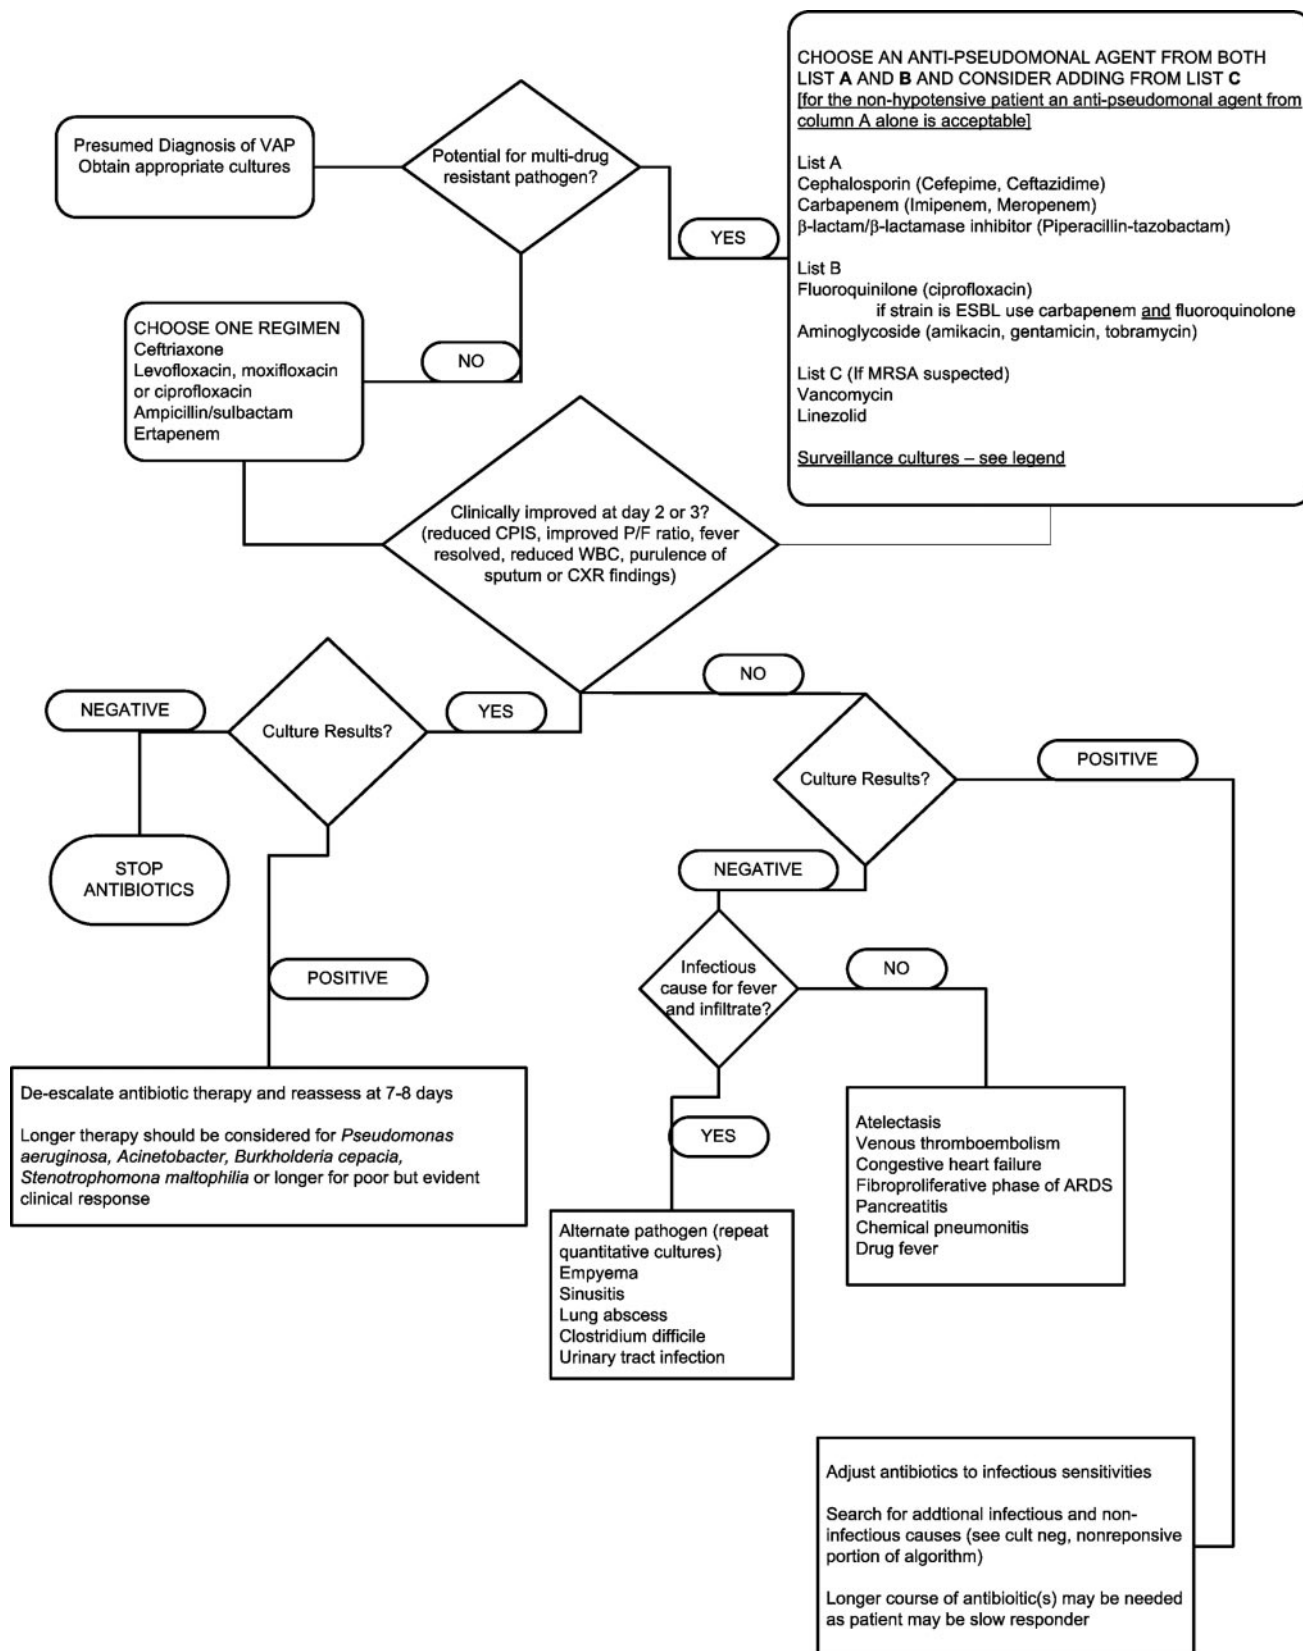 Presumed Diagnosis of VAP
Obtain appropriate cultures
Potential for multi-drug
resistant pathogen?
YES
CHOOSE AN ANTI-PSEUDOMONAL AGENT FROM BOTH
LIST A AND B AND CONSIDER ADDING FROM LIST C
[for the non-hypotensive patient an anti-pseudomonal agent from
column A alone is acceptable]
List A
Cephalosporin (Cefepime, Ceftazidime)
Carbapenem (Imipenem, Meropenem)
β-lactam/β-lactamase inhibitor (Piperacillin-tazobactam)
List B
Fluoroquinilone (ciprofloxacin)
if strain is ESBL use carbapenem and fluoroquinolone
Aminoglycoside (amikacin, gentamicin, tobramycin)
List C (If MRSA suspected)
Vancomycin
Linezolid
Surveillance cultures – see legend
NO
CHOOSE ONE REGIMEN
Ceftriaxone
Levofloxacin, moxifloxacin
or ciprofloxacin
Ampicillin/sulbactam
Ertapenem
Clinically improved at day 2 or 3?
(reduced CPIS, improved P/F ratio, fever
resolved, reduced WBC, purulence of
sputum or CXR findings)
YES
NO
Culture Results?
NEGATIVE
STOP
ANTIBIOTICS
POSITIVE
De-escalate antibiotic therapy and reassess at 7-8 days
Longer therapy should be considered for Pseudomonas
aeruginosa, Acinetobacter, Burkholderia cepacia,
Stenotrophomona maltophilia or longer for poor but evident
clinical response
Culture Results?
POSITIVE
NEGATIVE
Infectious
cause for fever
and infiltrate?
NO
YES
Atelectasis
Venous thromboembolism
Congestive heart failure
Fibroproliferative phase of ARDS
Pancreatitis
Chemical pneumonitis
Drug fever
Alternate pathogen (repeat
quantitative cultures)
Empyema
Sinusitis
Lung abscess
Clostridium difficile
Urinary tract infection
Adjust antibiotics to infectious sensitivities
Search for addtional infectious and non-
infectious causes (see cult neg, nonreponsive
portion of algorithm)
Longer course of antibioitic(s) may be needed
as patient may be slow responder